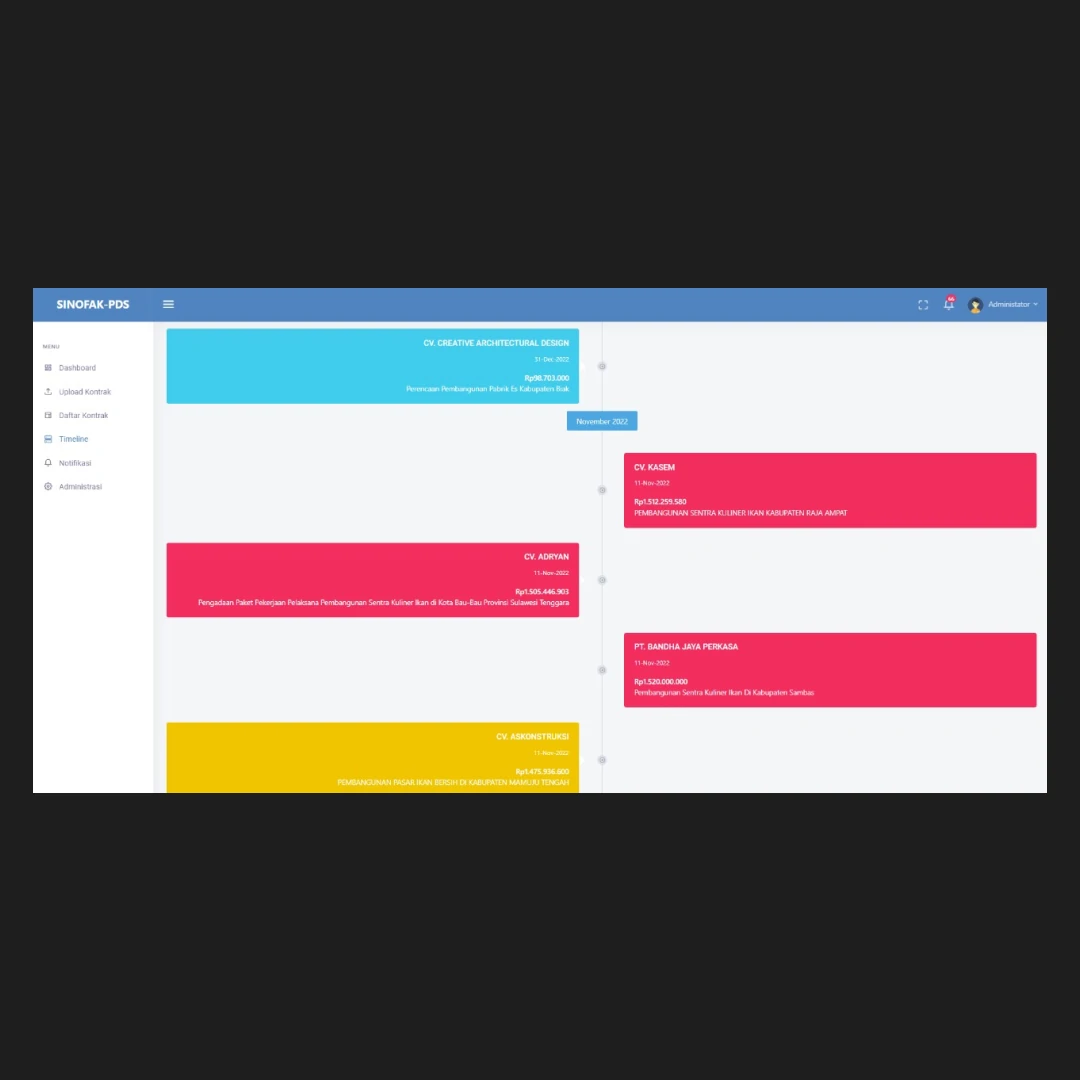 SINOFAK-PDS
Administator
MENU
Dashboard
Upload Kontrak
Daftar Kontrak
Timeline
Notifikasi
Administrasi
CV. CREATIVE ARCHITECTURAL DESIGN
31-Dec-2022
Rp98.703.000
Perencaan Pembangunan Pabrik Es Kabupaten Biak
November 2022
CV. KASEM
11-Nov-2022
Rp1.512.259.580
PEMBANGUNAN SENTRA KULINER IKAN KABUPATEN RAJA AMPAT
CV. ADRYAN
11-Nov-2022
Rp1.505.446.903
Pengadaan Paket Pekerjaan Pelaksana Pembangunan Sentra Kuliner Ikan di Kota Bau-Bau Provinsi Sulawesi Tenggara
PT. BANDHA JAYA PERKASA
11-Nov-2022
Rp1.520.000.000
Pembangunan Sentra Kuliner Ikan Di Kabupaten Sambas
CV. ASKONSTRUKSI
11-Nov-2022
Rp1.475.936.600
PEMBANGUNAN PASAR IKAN BERSIH DI KABUPATEN MAMUJU TENGAH